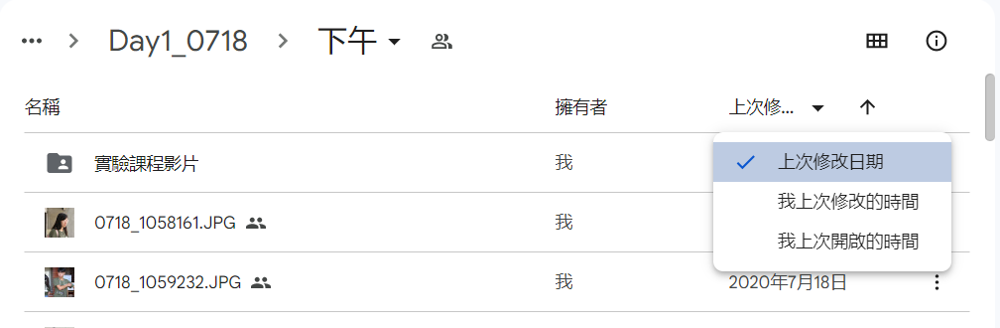 ... > Day1_0718 > 下午
名稱 擁有者 上次修...
實驗課程影片 我
上次修改日期
0718_1058161.JPG 我
我上次修改的時間
我上次開啟的時間
0718_1059232.JPG 我 2020年7月18日